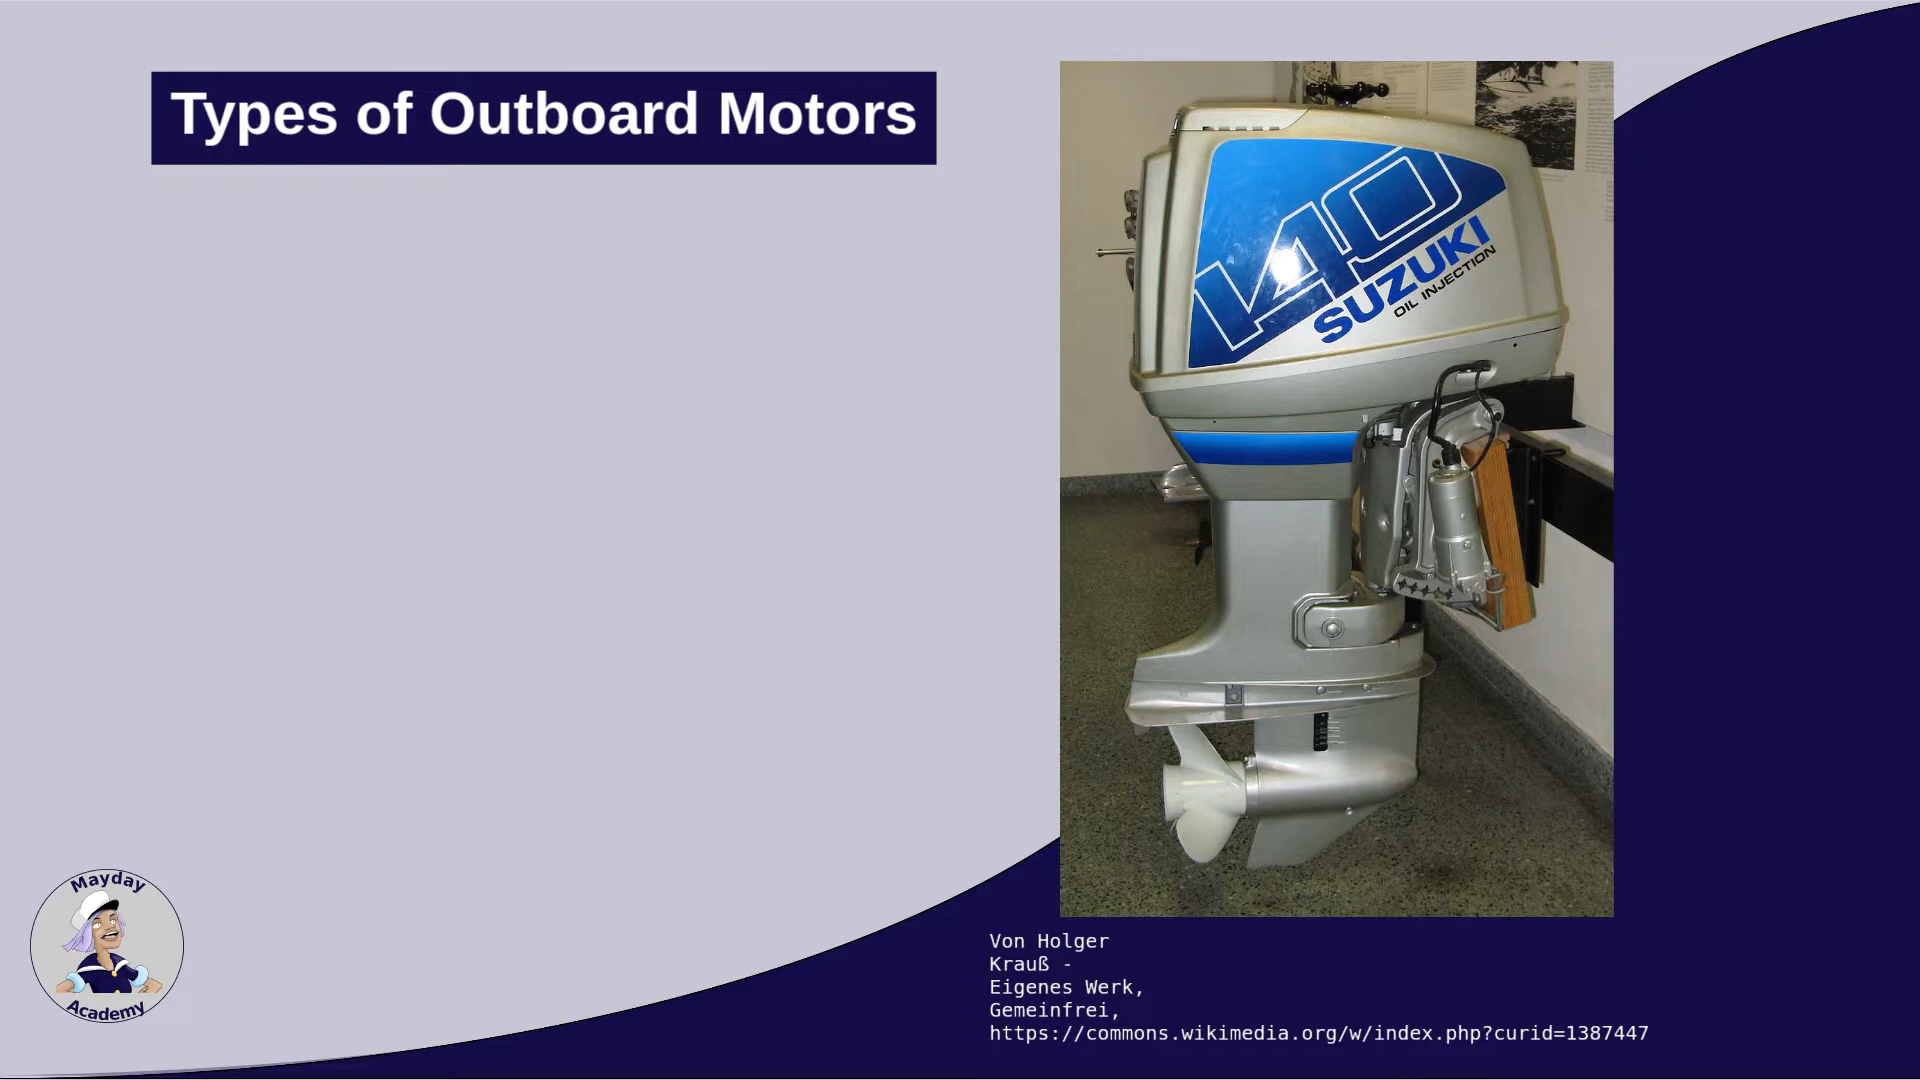 Types of Outboard Motors
140
SUZUKI
OIL INJECTION
Mayday
Academy
Von Holger
Krauß -
Eigenes Werk,
Gemeinfrei,
https://commons.wikimedia.org/w/index.php?curid=1387447